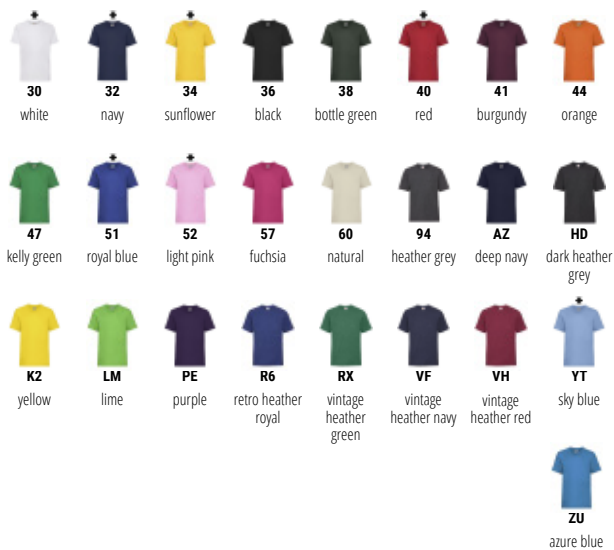 30 32 34 36 38 40 41 44
white navy sunflower black bottle green red burgundy orange
47 51 52 57 60 94 AZ HD
kelly green royal blue light pink fuchsia natural heather grey deep navy dark heather
grey
K2 LM PE R6 RX VF VH YT
yellow lime purple retro heather vintage vintage vintage sky blue
royal heather heather navy heather red
green
ZU
azure blue